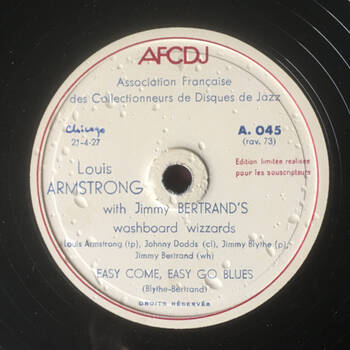 AFCDJ
Association Française
des Collectionneurs de Disques de Jazz
Chicago
21-4-27
A. 045
(rav. 73)
Louis
ARMSTRONG
Edition limitée réalisée
pour les souscripteurs
with Jimmy BERTRAND'S
washboard wizzards
Louis Armstrong (tp), Johnny Dodds (cl), Jimmy Blythe (p),
Jimmy Bertrand (wh)
EASY COME, EASY GO BLUES
(Blythe-Bertrand)
DROITS RÉSERVÉS